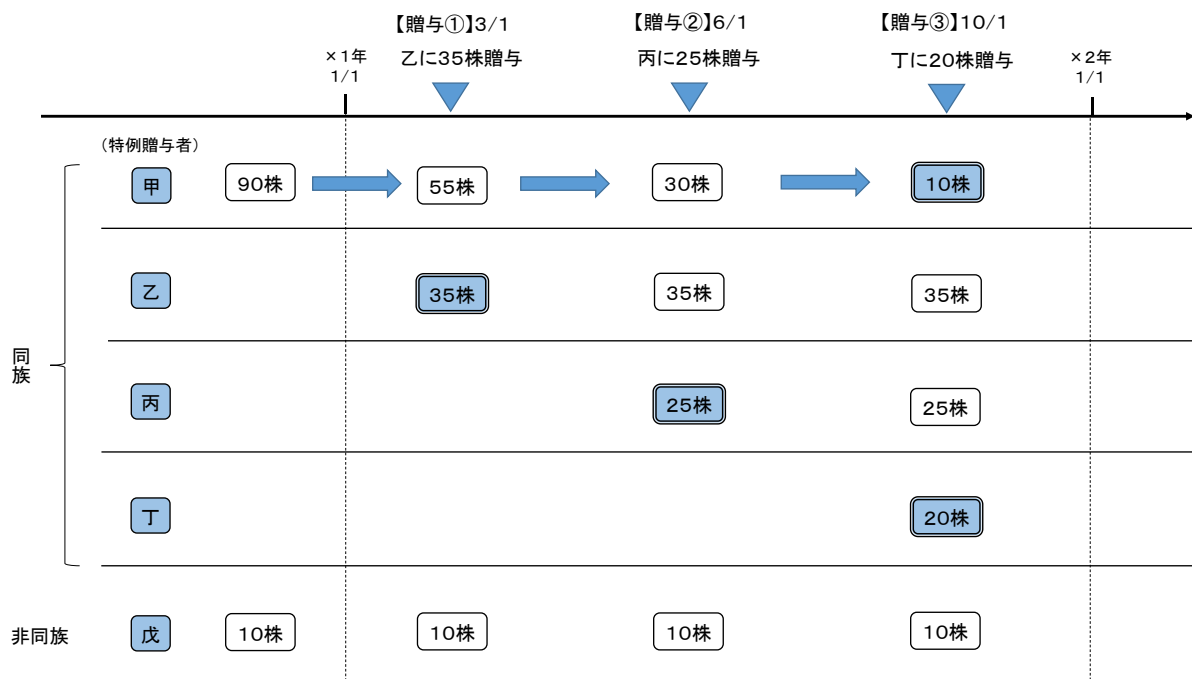 【贈与①】3/1
【贈与②】6/1
【贈与③】10/1
×1年
1/1
乙に35株贈与
丙に25株贈与
丁に20株贈与
×2年
1/1
(特例贈与者)
甲
90株
55株
30株
10株
乙
35株
35株
35株
同族
丙
25株
25株
丁
20株
非同族
戊
10株
10株
10株
10株